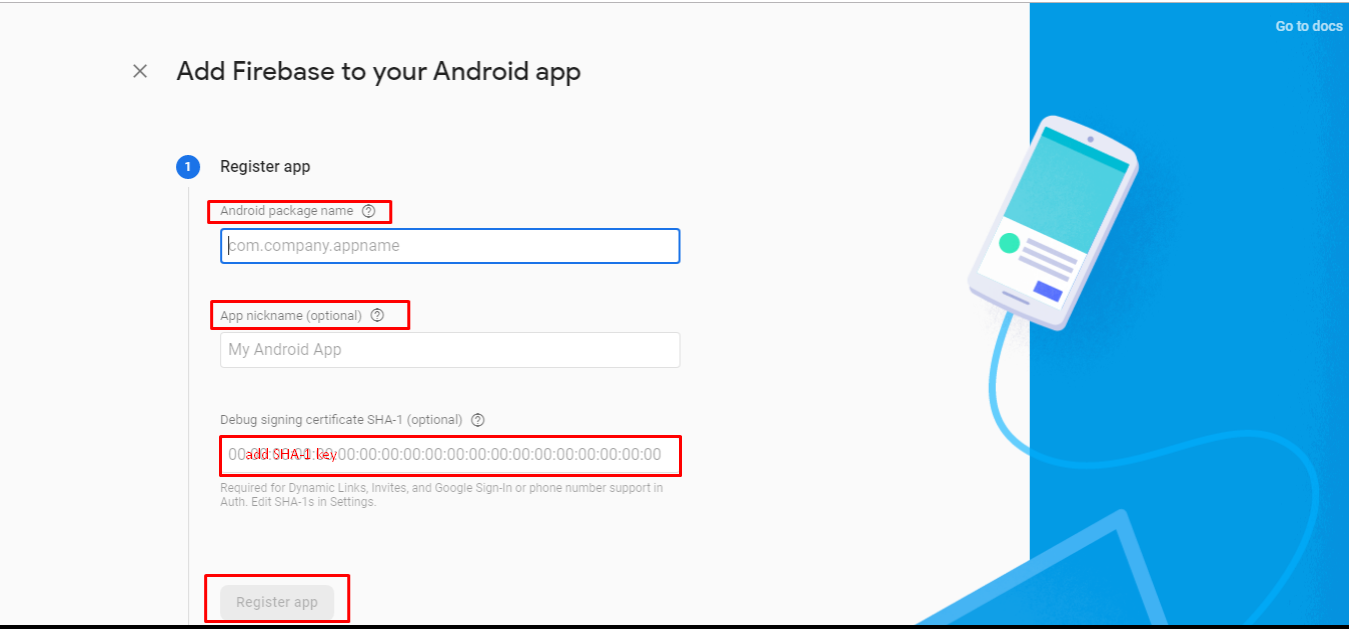 Go to docs
Add Firebase to your Android app
1 Register app
Android package name
com.company.appname
App nickname (optional)
My Android App
Debug signing certificate SHA-1 (optional)
00:00:00:00:00:00:00:00:00:00:00:00:00:00:00:00:00:00:00:00
add SHA-1 key
Required for Dynamic Links, Invites, and Google Sign-In or phone number support in
Auth. Edit SHA-1s in Settings.
Register app